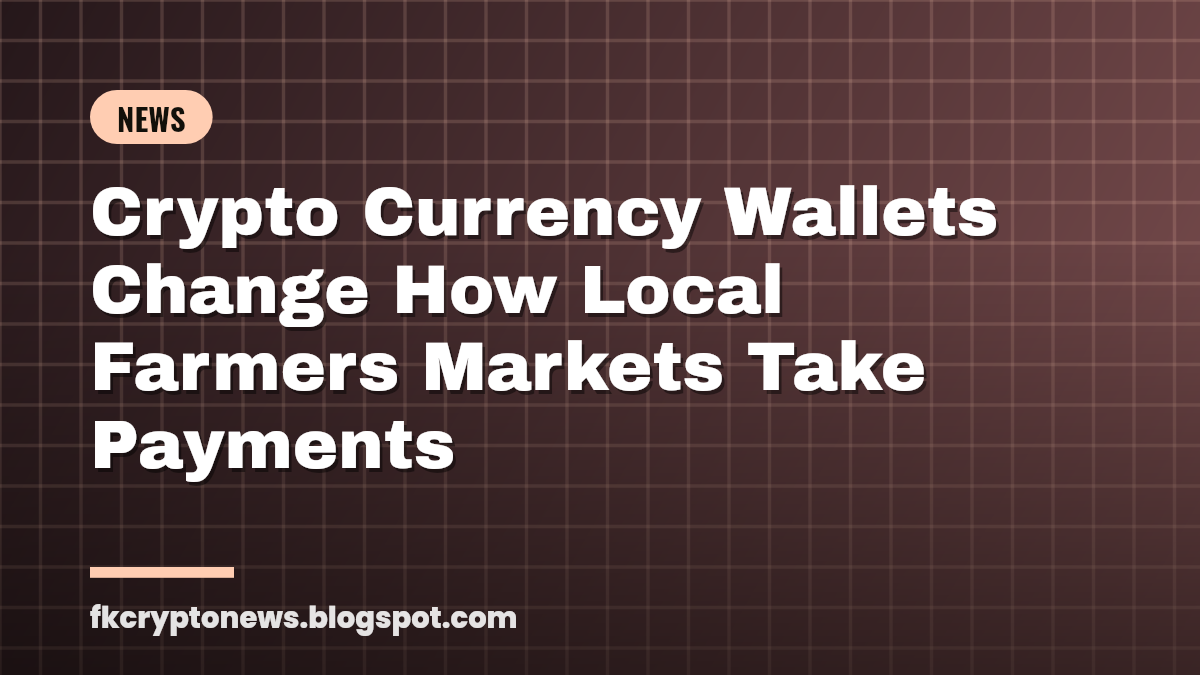 NEWS
Crypto Currency Wallets
Change How Local
Farmers Markets Take
Payments
fkcryptonews.blogspot.com